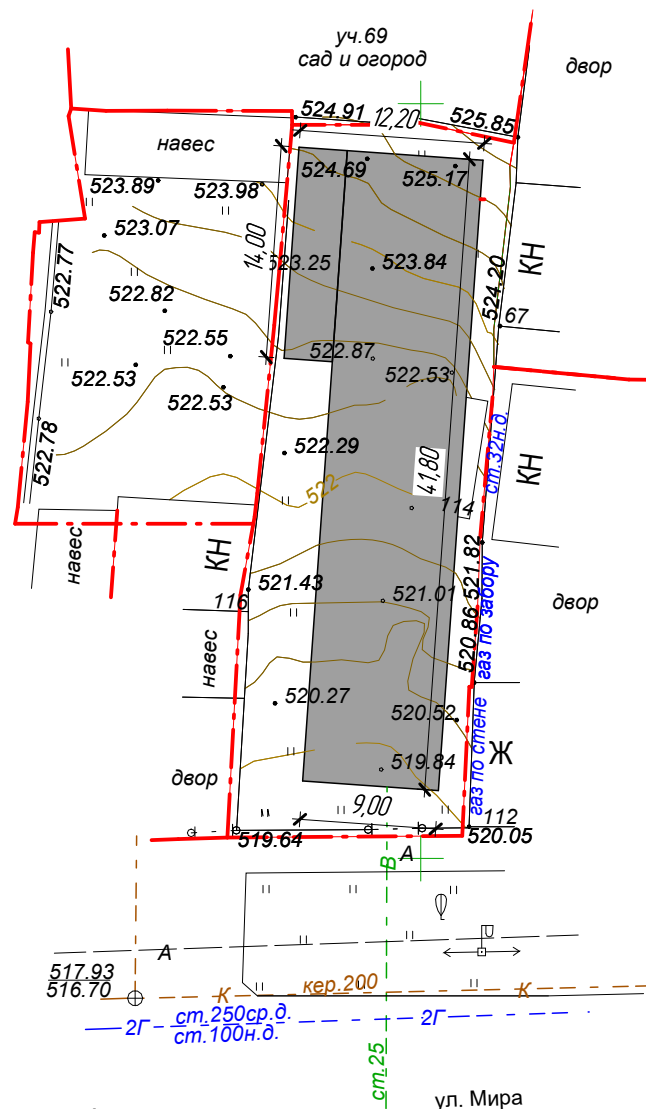 уч.69
сад и огород
двор
524.91
12,20
525.85
навес
524.69
525.17
523.89
523.98
523.07
14,00
523.25
523.84
524.20
КН
522.77
522.82
67
522.55
522.87
522.53
522.53
522.53
522.78
522.29
41,80
ст.32н.д.
КН
522
114
навес
КН
521.82
521.43
116
521.01
520.86
газ по забору
двор
навес
520.27
520.52
газ по стене
Ж
519.84
двор
9,00
112
519.64
520.05
В
А
А
517.93
516.70
К
кер.200
К
2Г
ст.250ср.д.
2Г
ст.100н.д.
ст.25
ул. Мира